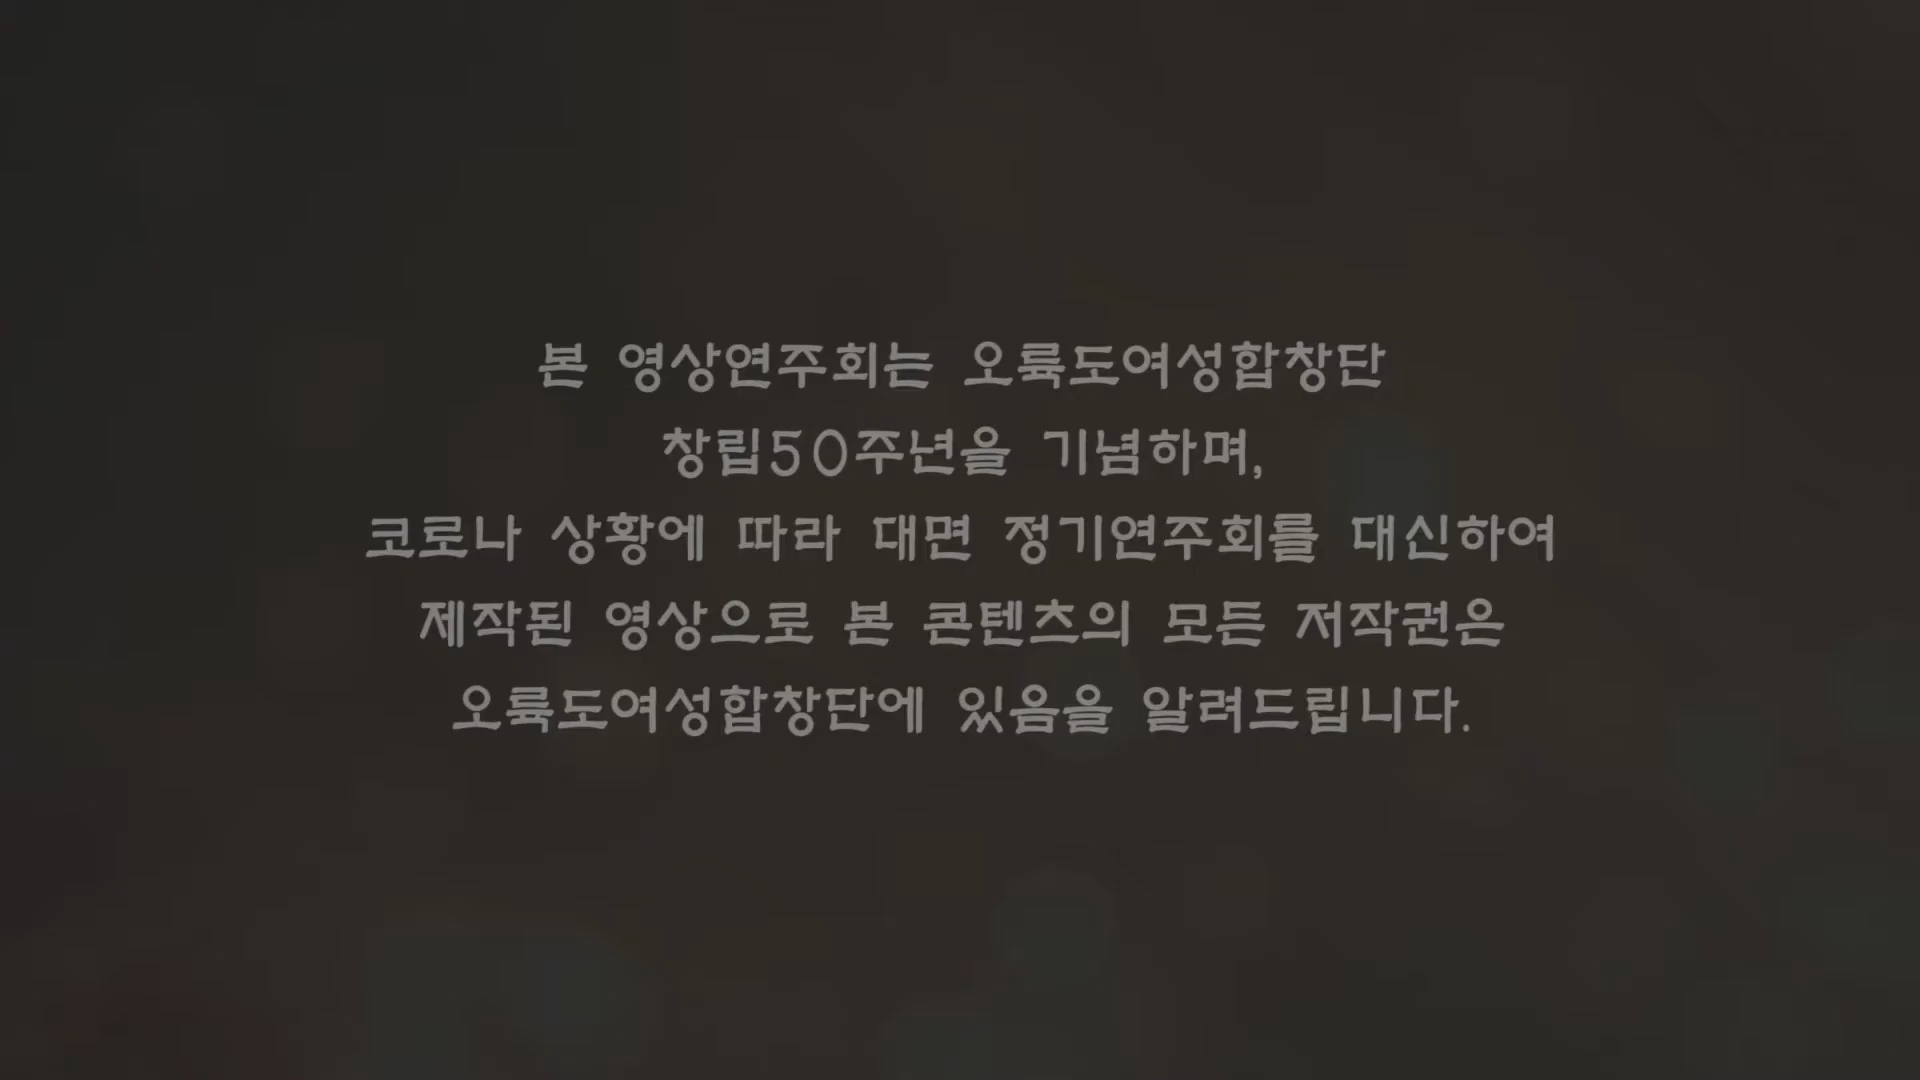 본 영상연주회는 오륙도여성합창단
창립50주년을 기념하며,
코로나 상황에 따라 대면 정기연주회를 대신하여
제작된 영상으로 본 콘텐츠의 모든 저작권은
오륙도여성합창단에 있음을 알려드립니다.